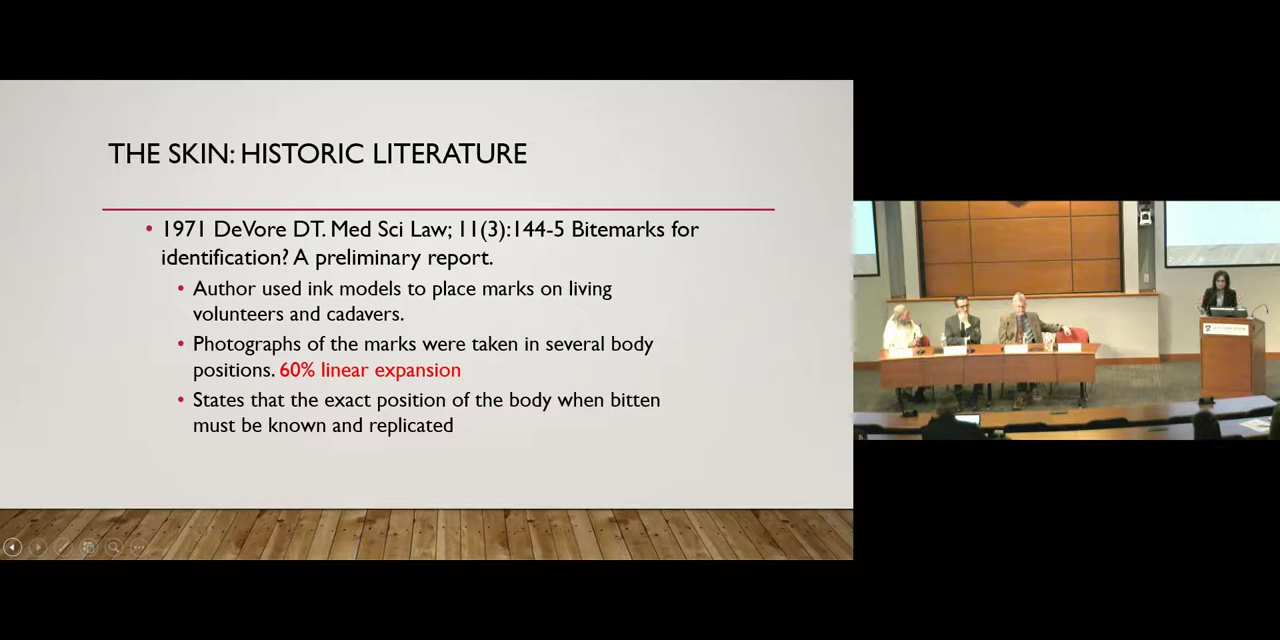 THE SKIN: HISTORIC LITERATURE
• 1971 DeVore DT. Med Sci Law; 11(3):144-5 Bitemarks for
identification? A preliminary report.
• Author used ink models to place marks on living
volunteers and cadavers.
• Photographs of the marks were taken in several body
positions. 60% linear expansion
• States that the exact position of the body when bitten
must be known and replicated